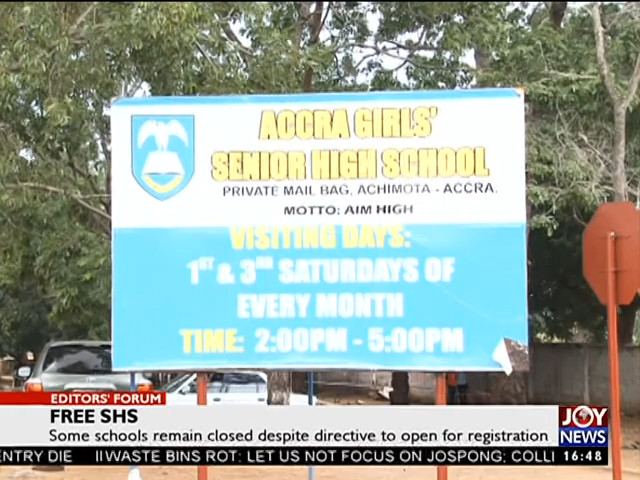 ACCRA GIRLS'
SENIOR HIGH SCHOOL
PRIVATE MAIL BAG, ACHIMOTA - ACCRA.
MOTTO: AIM HIGH
VISITING DAYS:
1ST & 3RD SATURDAYS OF
EVERY MONTH
TIME: 2:00PM - 5:00PM
EDITORS' FORUM
FREE SHS
Some schools remain closed despite directive to open for registration
JOY
NEWS
ENTRY DIE II WASTE BINS ROT: LET US NOT FOCUS ON JOSPONG; COLLI
16:48